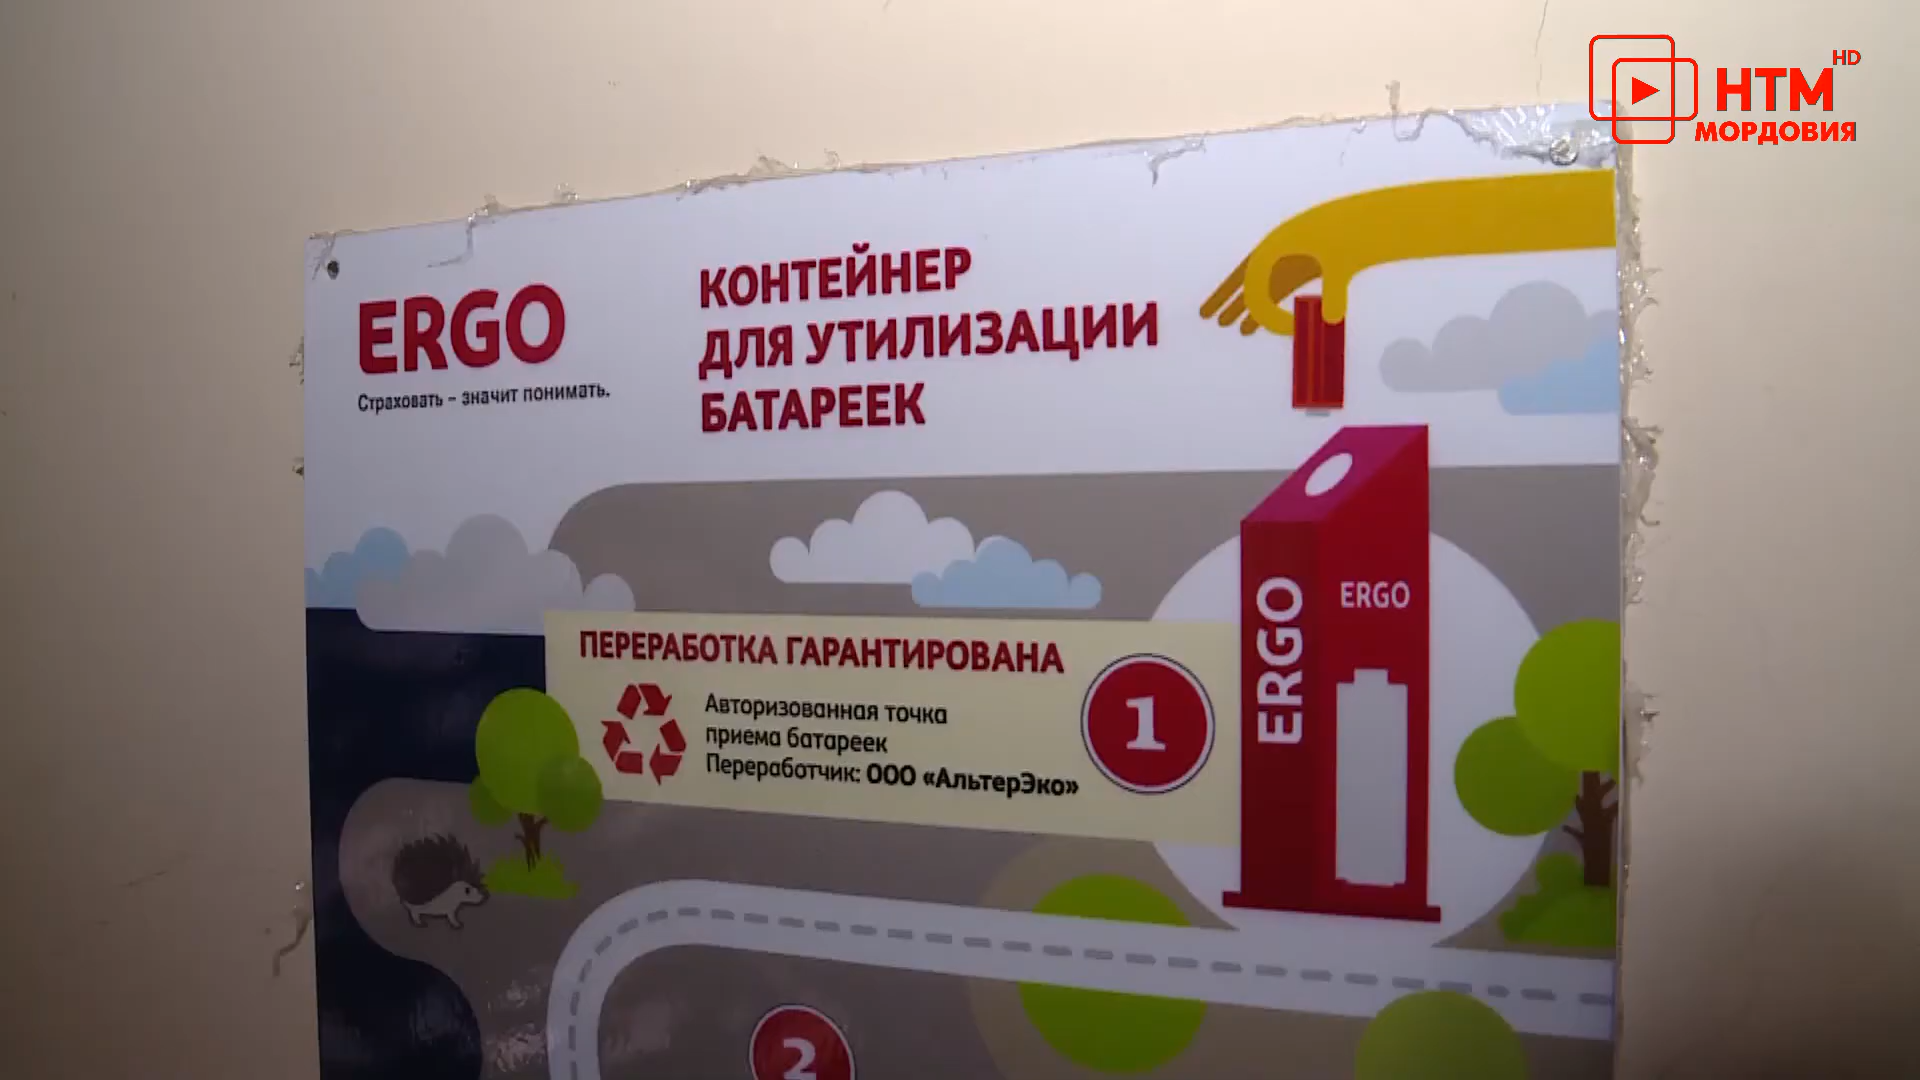 НТМ HD
МОРДОВИЯ
ERGO
Страховать – значит понимать.
КОНТЕЙНЕР
ДЛЯ УТИЛИЗАЦИИ
БАТАРЕЕК
ERGO
ERGO
ПЕРЕРАБОТКА ГАРАНТИРОВАНА
Авторизованная точка
приема батареек
Переработчик: ООО «АльтерЭко»
1
2